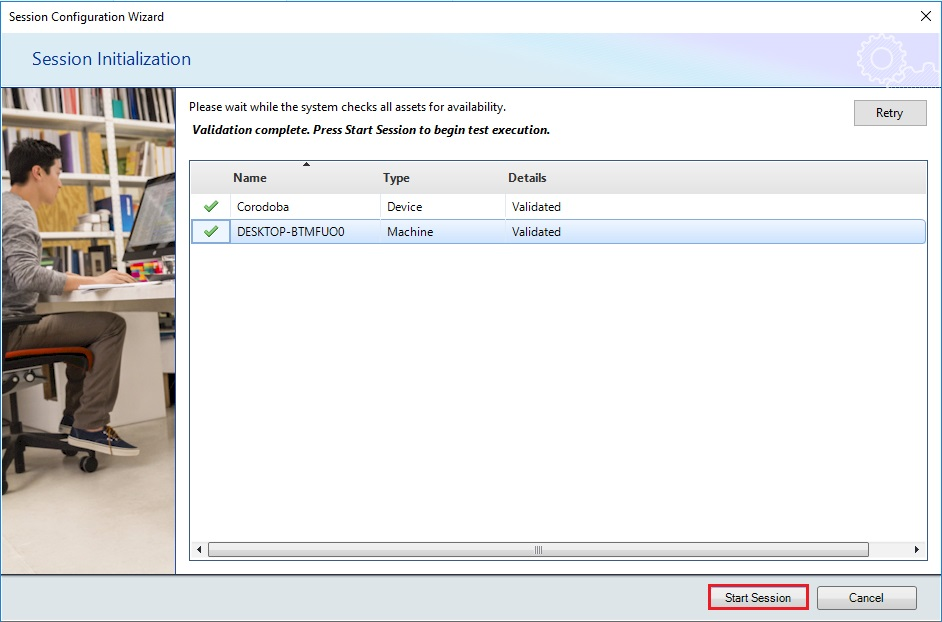 Session Configuration Wizard
Session Initialization
Please wait while the system checks all assets for availability.
Retry
Validation complete. Press Start Session to begin test execution.
Name Type Details
Corodoba Device Validated
DESKTOP-BTMFUO0 Machine Validated
Start Session Cancel